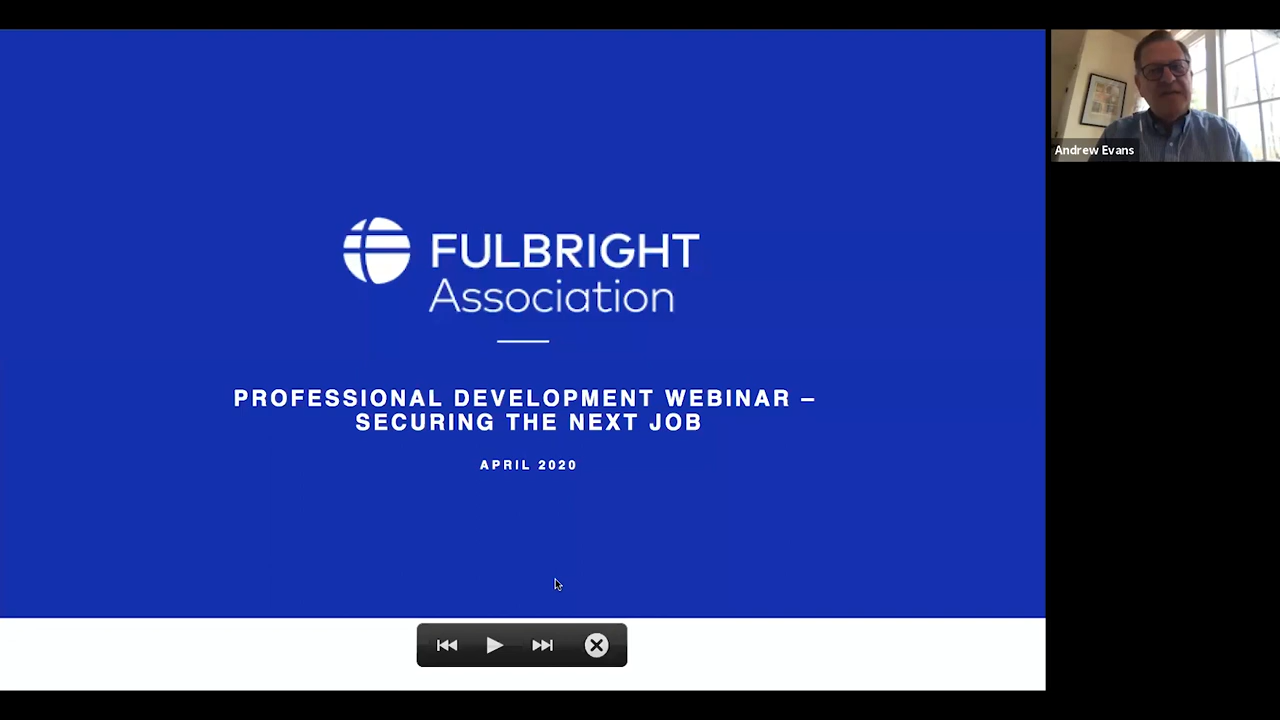 FULBRIGHT
Association
PROFESSIONAL DEVELOPMENT WEBINAR –
SECURING THE NEXT JOB
APRIL 2020
Andrew Evans